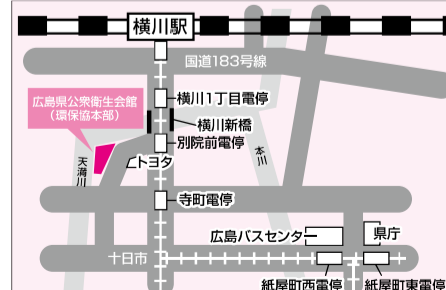 横川駅
国道183号線
広島県公衆衛生会館
(環保協本部)
横川1丁目電停
横川新橋
別院前電停
トヨタ
天満川
本川
寺町電停
広島バスセンター
県庁
十日市
紙屋町西電停
紙屋町東電停